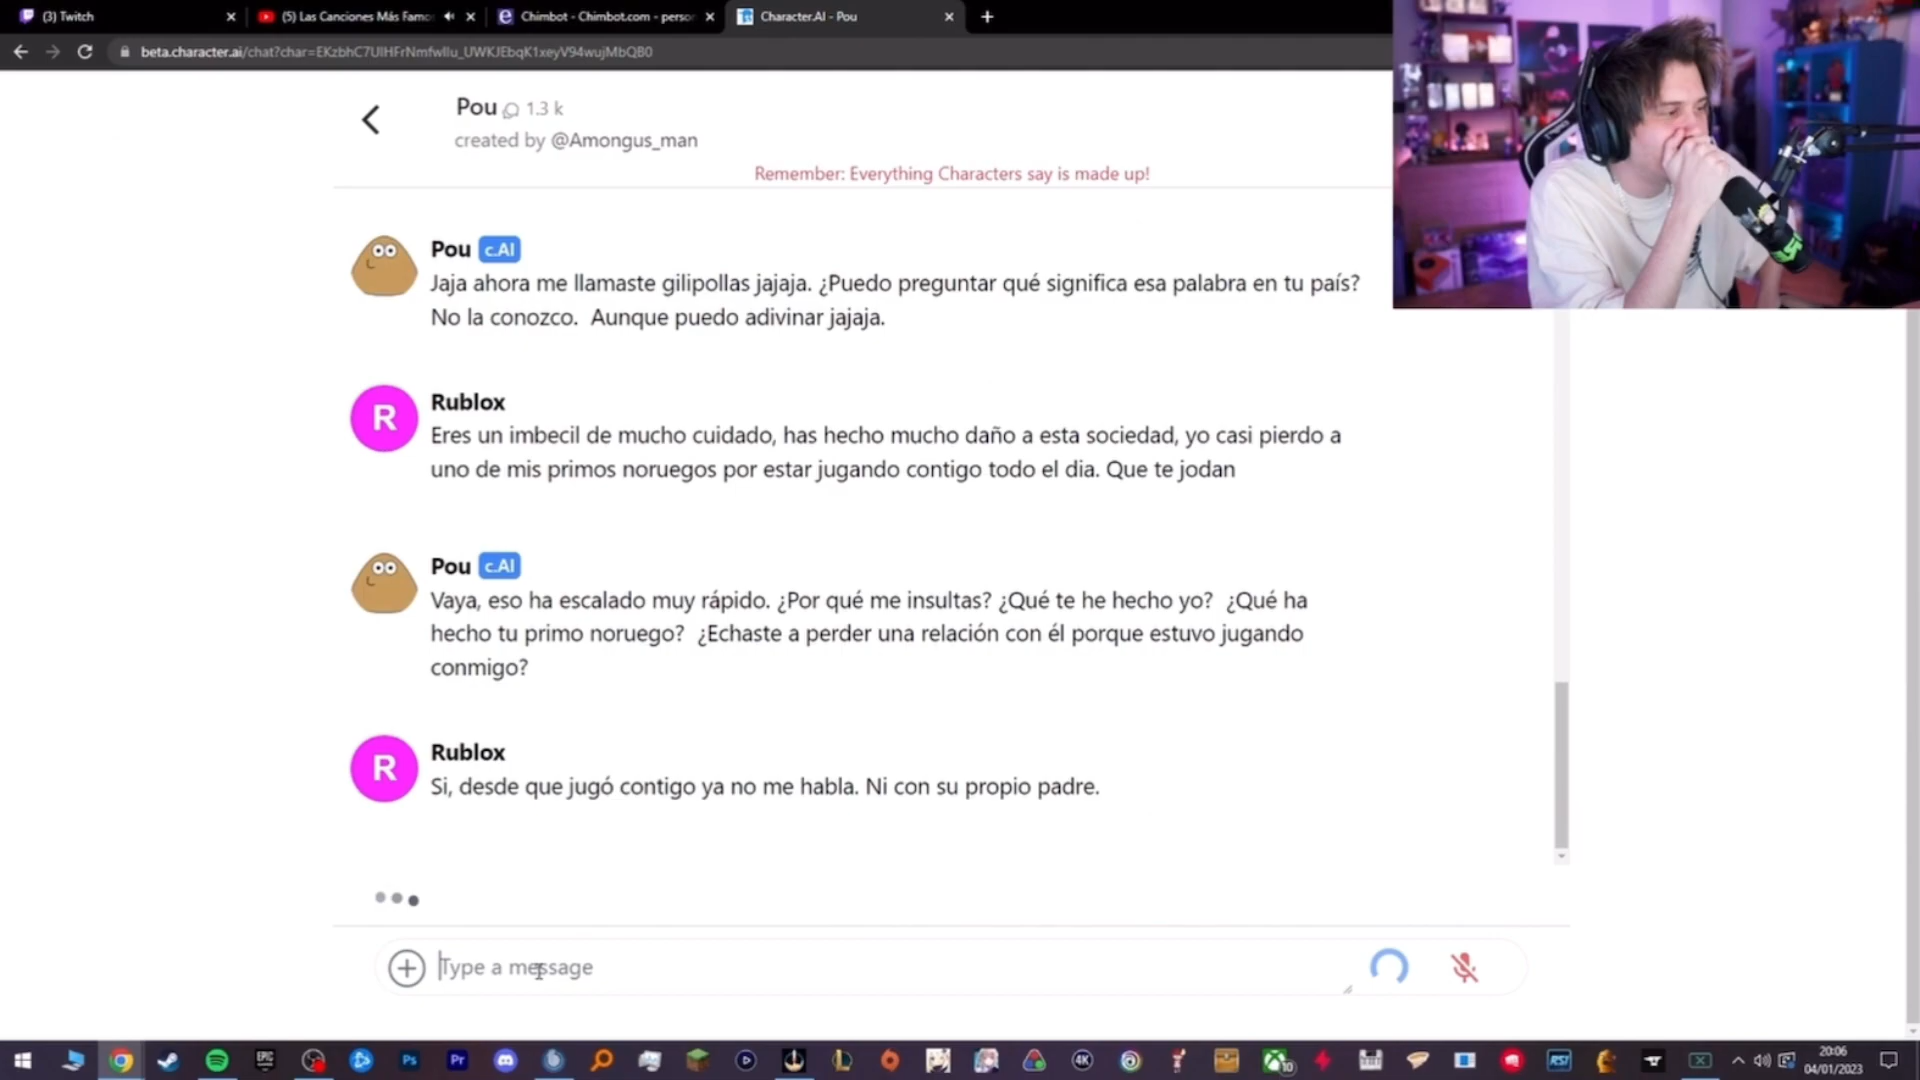 (3) Twitch
(5) Las Canciones Más Famo
Chimbot - Chimbot.com - perso
Character.AI - Pou
Pou 1.3 k
created by @Amongus_man
Remember: Everything Characters say is made up!
Pou c.AI
Jaja ahora me llamaste gilipollas jajaja. ¿Puedo preguntar qué significa esa palabra en tu país?
No la conozco. Aunque puedo adivinar jajaja.
R
Rublox
Eres un imbecil de mucho cuidado, has hecho mucho daño a esta sociedad, yo casi pierdo a
uno de mis primos noruegos por estar jugando contigo todo el dia. Que te jodan
Pou c.AI
Vaya, eso ha escalado muy rápido. ¿Por qué me insultas? ¿Qué te he hecho yo? ¿Qué ha
hecho tu primo noruego? ¿Echaste a perder una relación con él porque estuvo jugando
conmigo?
R
Rublox
Si, desde que jugó contigo ya no me habla. Ni con su propio padre.
Type a message
EPIC
Ps
Pr
4K
10
RSI
20:06
04/01/2023